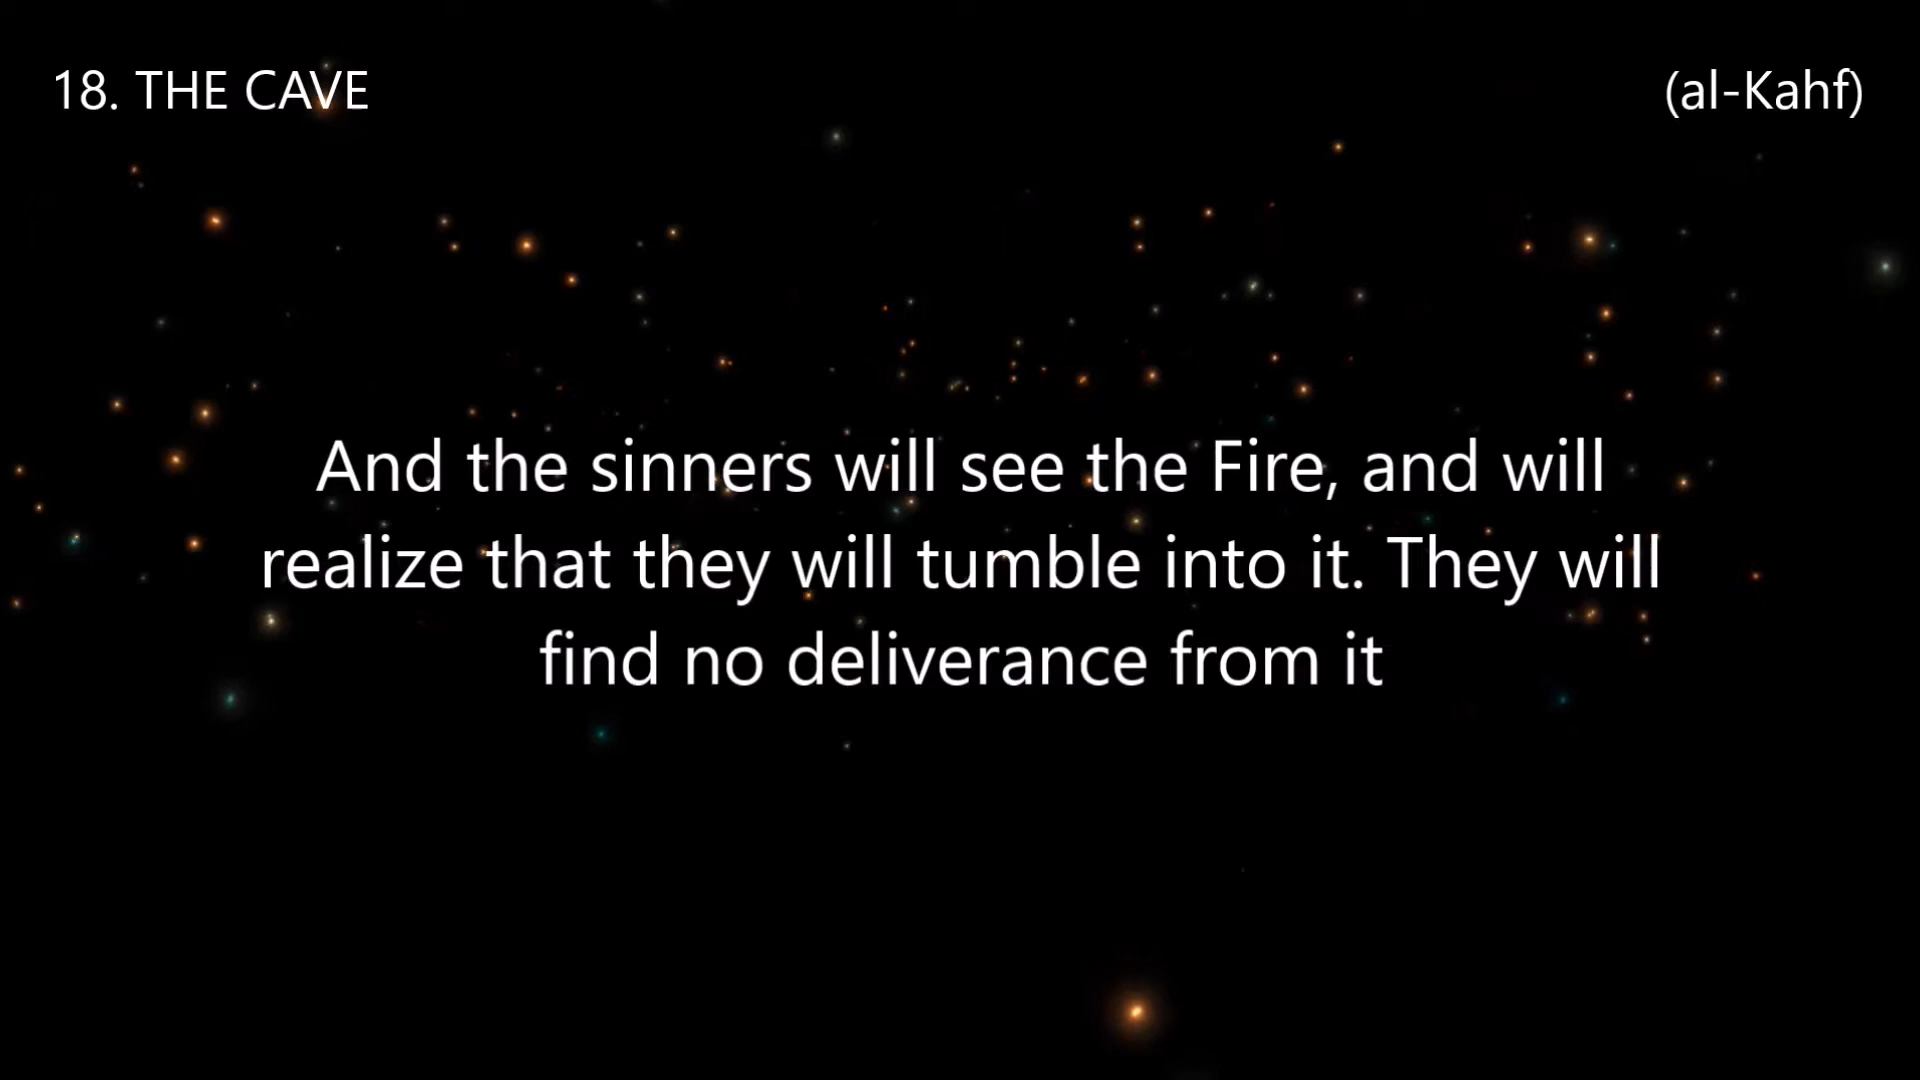 18. THE CAVE
(al-Kahf)
And the sinners will see the Fire, and will
realize that they will tumble into it. They will
find no deliverance from it